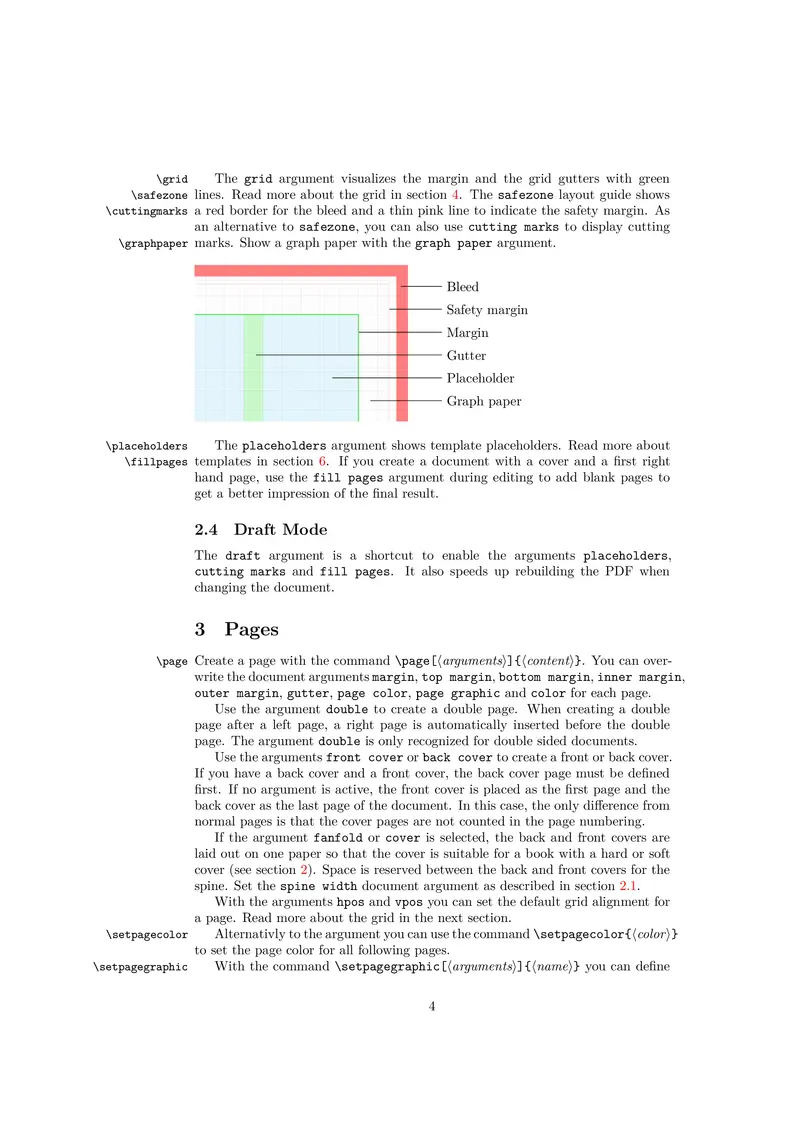 \grid The grid argument visualizes the margin and the grid gutters with green
\safezone lines. Read more about the grid in section 4. The safezone layout guide shows
\cuttingmarks a red border for the bleed and a thin pink line to indicate the safety margin. As
an alternative to safezone, you can also use cutting marks to display cutting
\graphpaper marks. Show a graph paper with the graph paper argument.
Bleed
Safety margin
Margin
Gutter
Placeholder
Graph paper
\placeholders The placeholders argument shows template placeholders. Read more about
\fillpages templates in section 6. If you create a document with a cover and a first right
hand page, use the fill pages argument during editing to add blank pages to
get a better impression of the final result.
2.4 Draft Mode
The draft argument is a shortcut to enable the arguments placeholders,
cutting marks and fill pages. It also speeds up rebuilding the PDF when
changing the document.
3 Pages
\page Create a page with the command \page[⟨arguments⟩]{⟨content⟩}. You can over-
write the document arguments margin, top margin, bottom margin, inner margin,
outer margin, gutter, page color, page graphic and color for each page.
Use the argument double to create a double page. When creating a double
page after a left page, a right page is automatically inserted before the double
page. The argument double is only recognized for double sided documents.
Use the arguments front cover or back cover to create a front or back cover.
If you have a back cover and a front cover, the back cover page must be defined
first. If no argument is active, the front cover is placed as the first page and the
back cover as the last page of the document. In this case, the only difference from
normal pages is that the cover pages are not counted in the page numbering.
If the argument fanfold or cover is selected, the back and front covers are
laid out on one paper so that the cover is suitable for a book with a hard or soft
cover (see section 2). Space is reserved between the back and front covers for the
spine. Set the spine width document argument as described in section 2.1.
With the arguments hpos and vpos you can set the default grid alignment for
a page. Read more about the grid in the next section.
\setpagecolor Alternativly to the argument you can use the command \setpagecolor{⟨color⟩}
to set the page color for all following pages.
\setpagegraphic With the command \setpagegraphic[⟨arguments⟩]{⟨name⟩} you can define
4